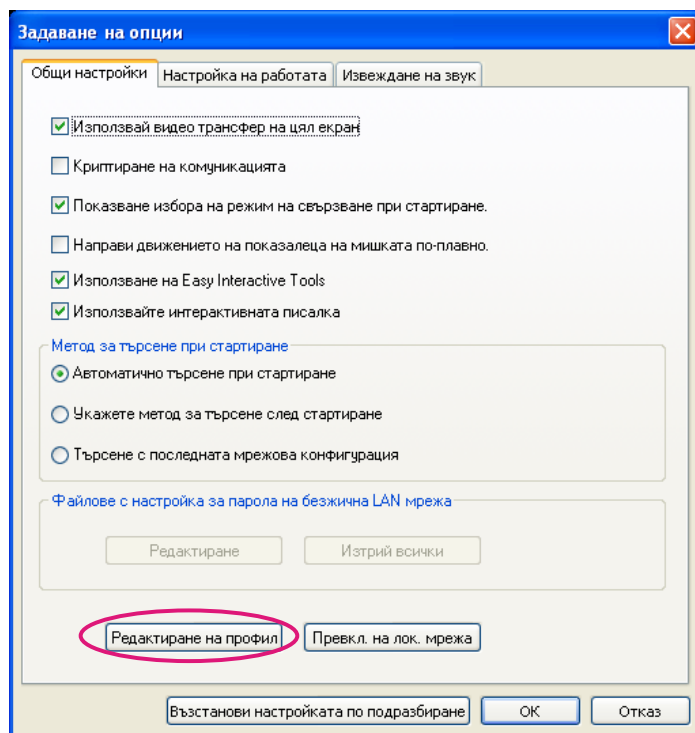 Задаване на опции
Общи настройки Настройка на работата Извеждане на звук
Използвай видео трансфер на цял екран
Криптиране на комуникацията
Показване избора на режим на свързване при стартиране.
Направи движението на показалеца на мишката по-плавно.
Използване на Easy Interactive Tools
Използвайте интерактивната писалка
Метод за търсене при стартиране
Автоматично търсене при стартиране
Укажете метод за търсене след стартиране
Търсене с последната мрежова конфигурация
Файлове с настройка за парола на безжична LAN мрежа
Редактиране Изтрий всички
Редактиране на профил Превкл. на лок. мрежа
Възстанови настройката по подразбиране OK Отказ